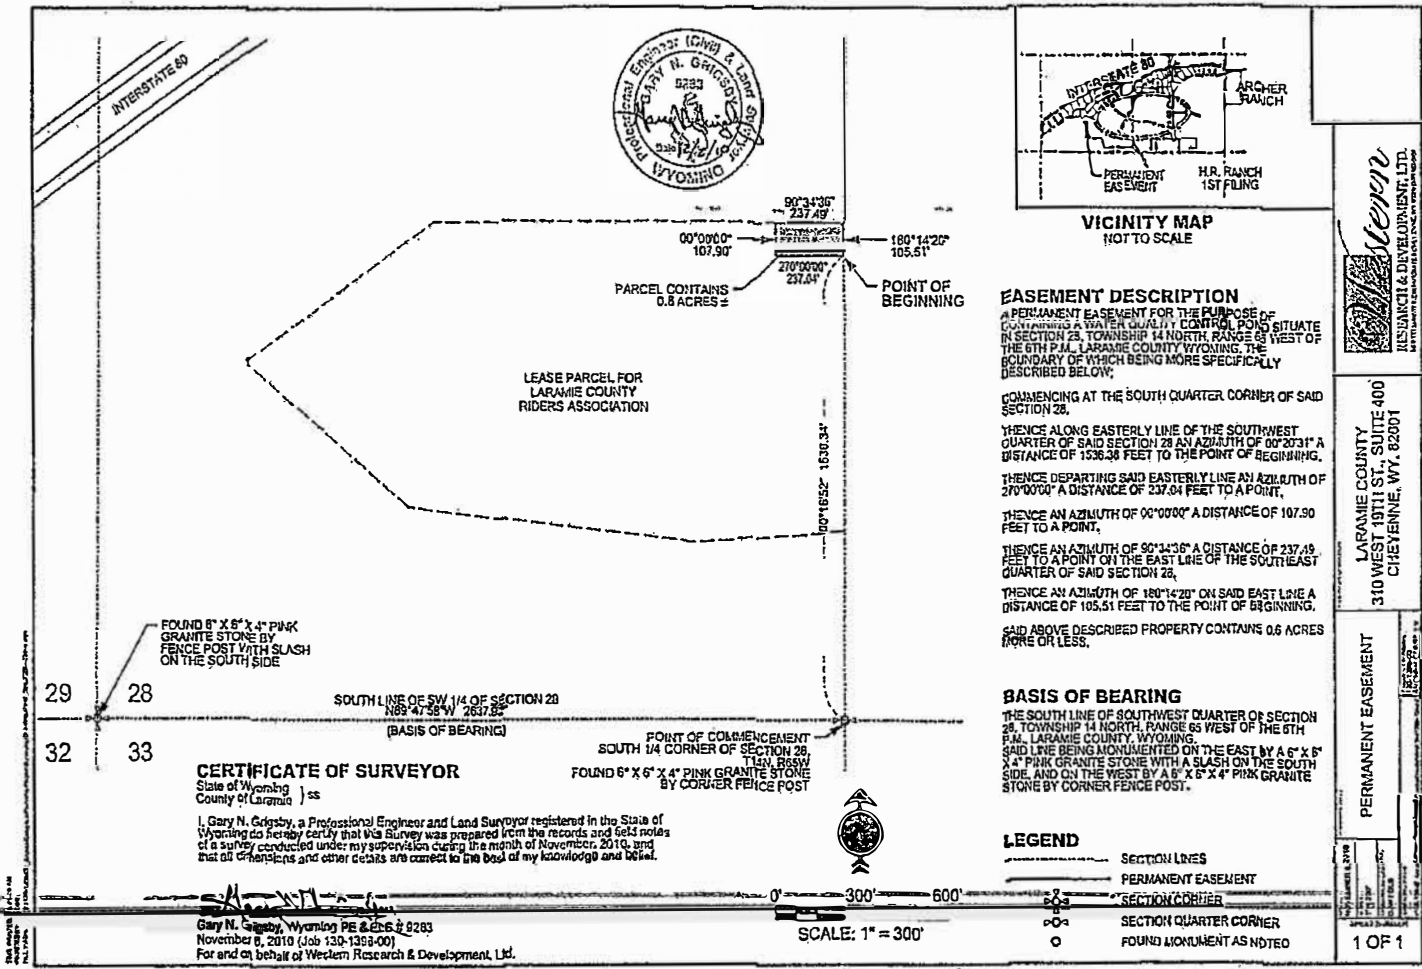 INTERSTATE 80
Professional Engineer (Civil) & Land Surveyor
GARY N. GRIGSBY
9283
WYOMING
90°34'36"
237.49'
00°00'00"
107.90'
180°14'20"
105.51'
270°00'00"
237.04'
PARCEL CONTAINS
0.6 ACRES ±
POINT OF
BEGINNING
LEASE PARCEL FOR
LARAMIE COUNTY
RIDERS ASSOCIATION
FOUND 6" X 6" X 4" PINK
GRANITE STONE BY
FENCE POST WITH SLASH
ON THE SOUTH SIDE
29
28
32
33
SOUTH LINE OF SW 1/4 OF SECTION 28
(BASIS OF BEARING)
POINT OF COMMENCEMENT
SOUTH 1/4 CORNER OF SECTION 28,
T14N, R65W
FOUND 6" X 6" X 4" PINK GRANITE STONE
BY CORNER FENCE POST
CERTIFICATE OF SURVEYOR
State of Wyoming
County of Laramie } ss
I, Gary N. Grigsby, a Professional Engineer and Land Surveyor registered in the State of
Wyoming do hereby certify that this Survey was prepared from the records and field notes
of a survey conducted under my supervision during the month of November, 2010, and
that all dimensions and other details are correct to the best of my knowledge and belief.
Gary N. Grigsby, Wyoming PE & PLS # 9283
November 8, 2010 (Job 130-1393-00)
For and on behalf of Western Research & Development, Ltd.
0' 300' 600'
SCALE: 1" = 300'
INTERSTATE 80
ARCHER
RANCH
PERMANENT
EASEMENT
H.R. RANCH
1ST FILING
VICINITY MAP
NOT TO SCALE
EASEMENT DESCRIPTION
A PERMANENT EASEMENT FOR THE PURPOSE OF
CONTAINING A WATER QUALITY CONTROL POND SITUATE
IN SECTION 28, TOWNSHIP 14 NORTH, RANGE 65 WEST OF
THE 6TH P.M., LARAMIE COUNTY WYOMING, THE
BOUNDARY OF WHICH BEING MORE SPECIFICALLY
DESCRIBED BELOW;
COMMENCING AT THE SOUTH QUARTER CORNER OF SAID
SECTION 28,
THENCE ALONG EASTERLY LINE OF THE SOUTHWEST
QUARTER OF SAID SECTION 28 AN AZIMUTH OF 00°20'31" A
DISTANCE OF 1536.38 FEET TO THE POINT OF BEGINNING.
THENCE DEPARTING SAID EASTERLY LINE AN AZIMUTH OF
270°00'00" A DISTANCE OF 237.04 FEET TO A POINT,
THENCE AN AZIMUTH OF 00°00'00" A DISTANCE OF 107.90
FEET TO A POINT,
THENCE AN AZIMUTH OF 90°34'36" A DISTANCE OF 237.49
FEET TO A POINT ON THE EAST LINE OF THE SOUTHEAST
QUARTER OF SAID SECTION 28,
THENCE AN AZIMUTH OF 180°14'20" ON SAID EAST LINE A
DISTANCE OF 105.51 FEET TO THE POINT OF BEGINNING,
SAID ABOVE DESCRIBED PROPERTY CONTAINS 0.6 ACRES
MORE OR LESS.
BASIS OF BEARING
THE SOUTH LINE OF SOUTHWEST QUARTER OF SECTION
28, TOWNSHIP 14 NORTH, RANGE 65 WEST OF THE 6TH
P.M., LARAMIE COUNTY, WYOMING.
SAID LINE BEING MONUMENTED ON THE EAST BY A 6" X 6"
X 4" PINK GRANITE STONE WITH A SLASH ON THE SOUTH
SIDE, AND ON THE WEST BY A 6" X 6" X 4" PINK GRANITE
STONE BY CORNER FENCE POST.
LEGEND
SECTION LINES
PERMANENT EASEMENT
SECTION CORNER
SECTION QUARTER CORNER
FOUND MONUMENT AS NOTED
Western
RESEARCH & DEVELOPMENT, LTD.
LARAMIE COUNTY
310 WEST 19TH ST., SUITE 400
CHEYENNE, WY. 82001
PERMANENT EASEMENT
1 OF 1